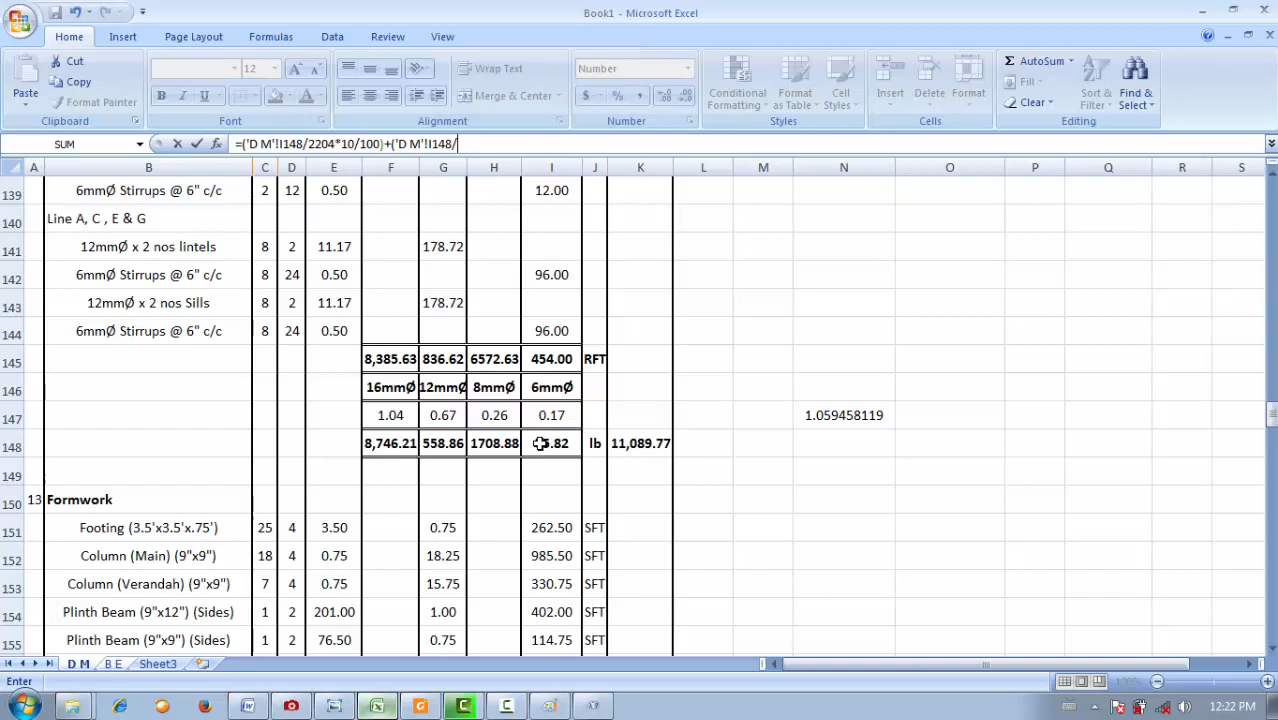 Book1 - Microsoft Excel
Home Insert Page Layout Formulas Data Review View
Cut
Copy
Format Painter
Paste
12
Wrap Text
Merge & Center
Number
Conditional Formatting
Format as Table
Cell Styles
Insert Delete Format
AutoSum
Fill
Clear
Sort & Filter
Find & Select
Clipboard Font Alignment Number Styles Cells Editing
SUM =('D M'!I148/2204*10/100)+('D M'!I148/
A B C D E F G H I J K L M N O P Q R S
139 6mmØ Stirrups @ 6" c/c 2 12 0.50 12.00
140 Line A, C , E & G
141 12mmØ x 2 nos lintels 8 2 11.17 178.72
142 6mmØ Stirrups @ 6" c/c 8 24 0.50 96.00
143 12mmØ x 2 nos Sills 8 2 11.17 178.72
144 6mmØ Stirrups @ 6" c/c 8 24 0.50 96.00
145 8,385.63 836.62 6572.63 454.00 RFT
146 16mmØ 12mmØ 8mmØ 6mmØ
147 1.04 0.67 0.26 0.17 1.059458119
148 8,746.21 558.86 1708.88 lb 11,089.77
149
150 13 Formwork
151 Footing (3.5'x3.5'x.75') 25 4 3.50 0.75 262.50 SFT
152 Column (Main) (9"x9") 18 4 0.75 18.25 985.50 SFT
153 Column (Verandah) (9"x9") 7 4 0.75 15.75 330.75 SFT
154 Plinth Beam (9"x12") (Sides) 1 2 201.00 1.00 402.00 SFT
155 Plinth Beam (9"x9") (Sides) 1 2 76.50 0.75 114.75 SFT
D M B E Sheet3
Enter 100%
12:22 PM